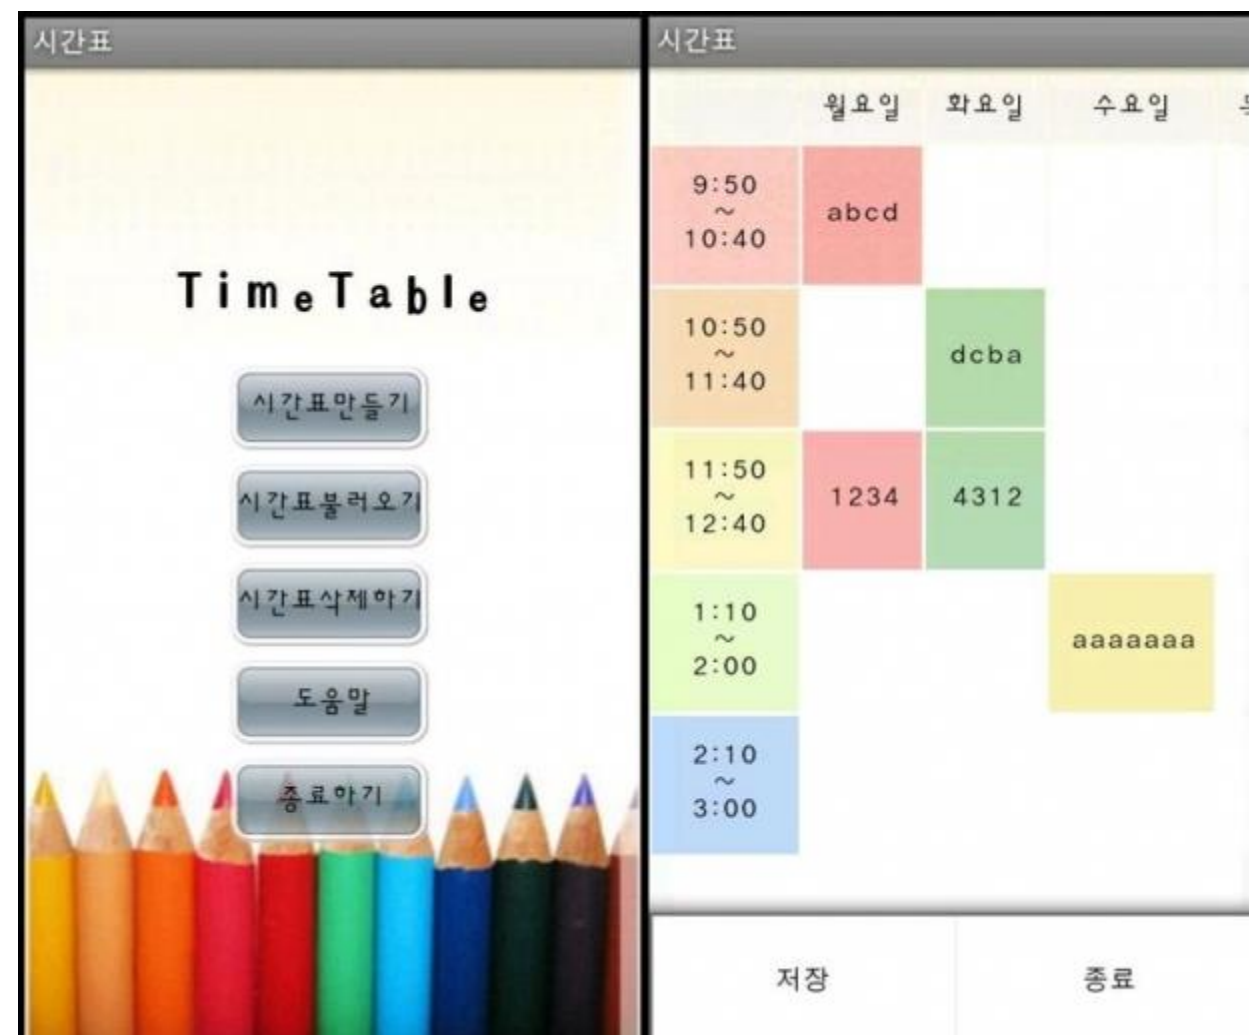 시간표
TimeTable
시간표만들기
시간표불러오기
시간표삭제하기
도움말
종료하기
시간표
월요일 화요일 수요일
9:50
~
10:40
abcd
10:50
~
11:40
dcba
11:50
~
12:40
1234
4312
1:10
~
2:00
aaaaaaa
2:10
~
3:00
저장
종료